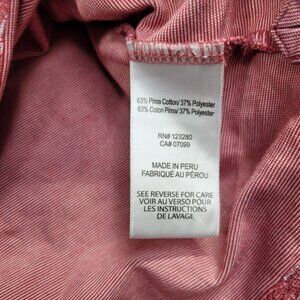 63% Pima Cotton/ 37% Polyester
63% Coton Pima/ 37% Polyester
RN# 123280
CA# 07099
MADE IN PERU
FABRIQUÉ AU PÉROU
SEE REVERSE FOR CARE
VOIR AU VERSO POUR
LES INSTRUCTIONS
DE LAVAGE